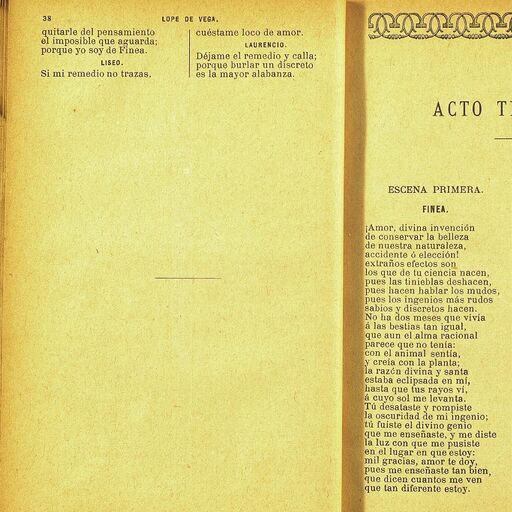 38
LOPE DE VEGA.
quitarle del pensamiento
el imposible que aguarda;
porque yo soy de Finea.
LISEO.
Si mi remedio no trazas,
cuéstame loco de amor.
LAURENCIO.
Déjame el remedio y calla;
porque burlar un discreto
es la mayor alabanza.
ACTO
ESCENA PRIMERA.
FINEA.
¡Amor, divina invención
de conservar la belleza
de nuestra naturaleza,
accidente ó elección!
extraños efectos son
los que de tu ciencia nacen,
pues las tinieblas deshacen,
pues hacen hablar los mudos,
pues los ingenios más rudos
sabios y discretos hacen.
No ha dos meses que vivía
á las bestias tan igual,
que aun el alma racional
parece que no tenía:
con el animal sentía,
y creía con la planta;
la razón divina y santa
estaba eclipsada en mí,
hasta que tus rayos ví,
á cuyo sol me levanta.
Tú desataste y rompiste
la oscuridad de mi ingenio;
tú fuiste el divino genio
que me enseñaste, y me diste
la luz con que me pusiste
en el lugar en que estoy:
mil gracias, amor te doy,
pues me enseñaste tan bien,
que dicen cuantos me ven
que tan diferente estoy.